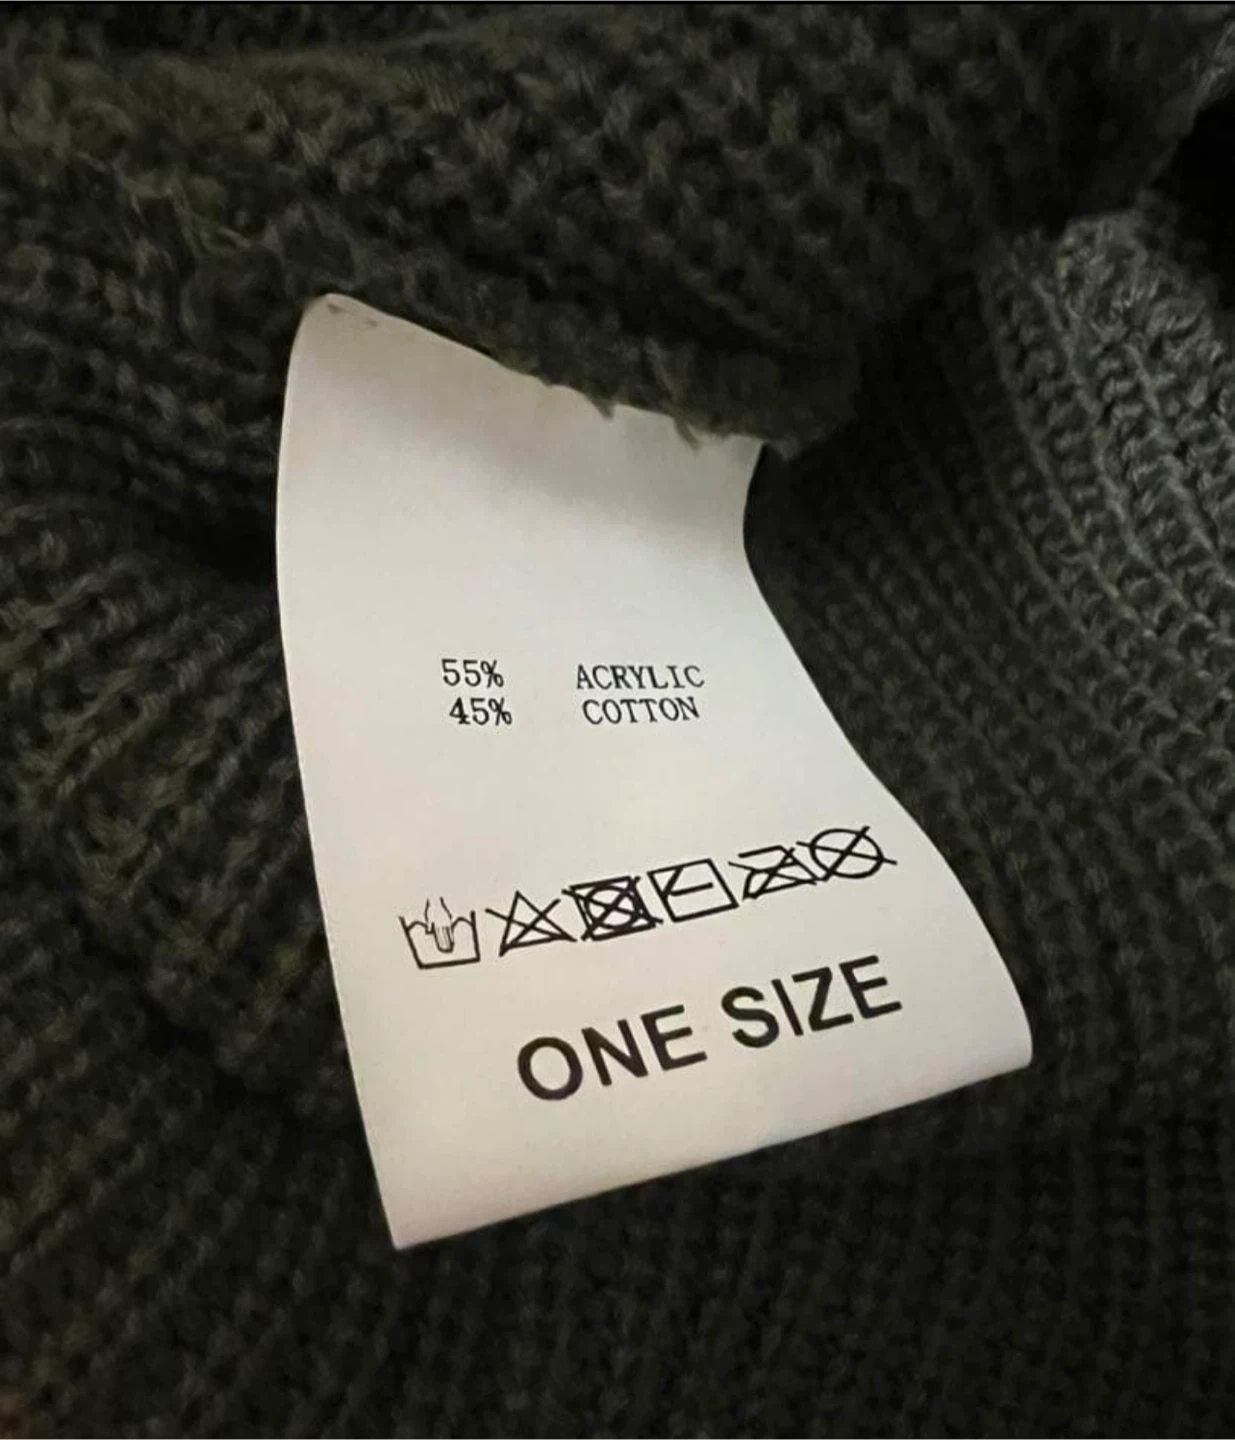 55% ACRYLIC
45% COTTON
ONE SIZE